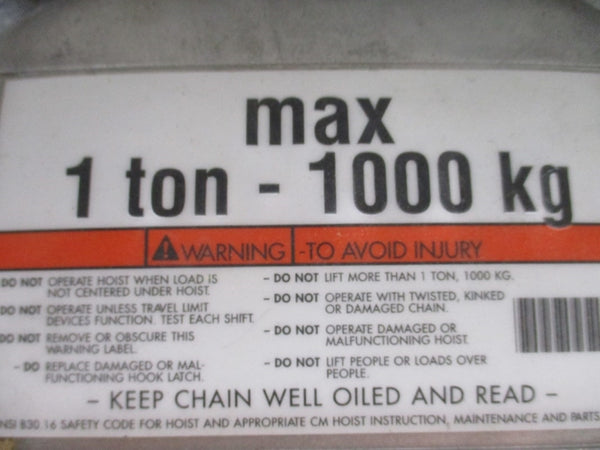 max
1 ton - 1000 kg
WARNING -TO AVOID INJURY
DO NOT OPERATE HOIST WHEN LOAD IS
NOT CENTERED UNDER HOIST.
DO NOT OPERATE UNLESS TRAVEL LIMIT
DEVICES FUNCTION. TEST EACH SHIFT.
DO NOT REMOVE OR OBSCURE THIS
WARNING LABEL.
- DO REPLACE DAMAGED OR MAL-
FUNCTIONING HOOK LATCH.
- DO NOT LIFT MORE THAN 1 TON, 1000 KG.
- DO NOT OPERATE WITH TWISTED, KINKED
OR DAMAGED CHAIN.
- DO NOT OPERATE DAMAGED OR
MALFUNCTIONING HOIST.
- DO NOT LIFT PEOPLE OR LOADS OVER
PEOPLE.
- KEEP CHAIN WELL OILED AND READ -
NSI B30.16 SAFETY CODE FOR HOIST AND APPROPRIATE CM HOIST INSTRUCTION, MAINTENANCE AND PARTS